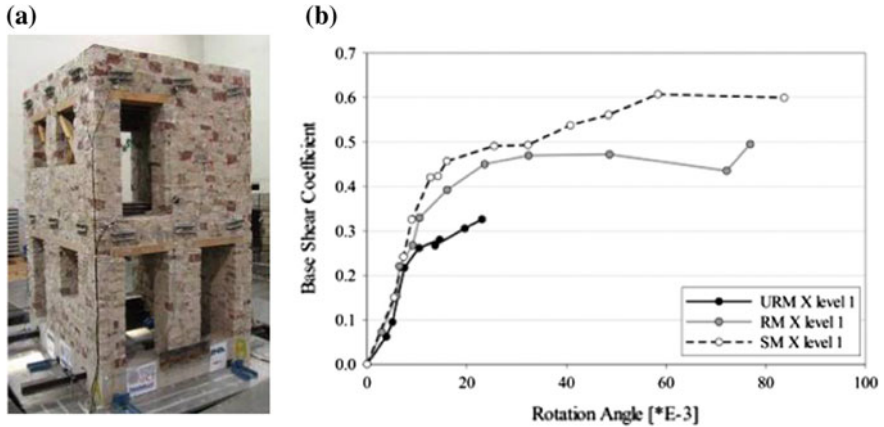 (a)
(b)
0.7
0.6
0.5
0.4
0.3
0.2
0.1
0.0
Base Shear Coefficient
URM X level 1
RM X level 1
SM X level 1
0
20
40
60
80
100
Rotation Angle [*E-3]